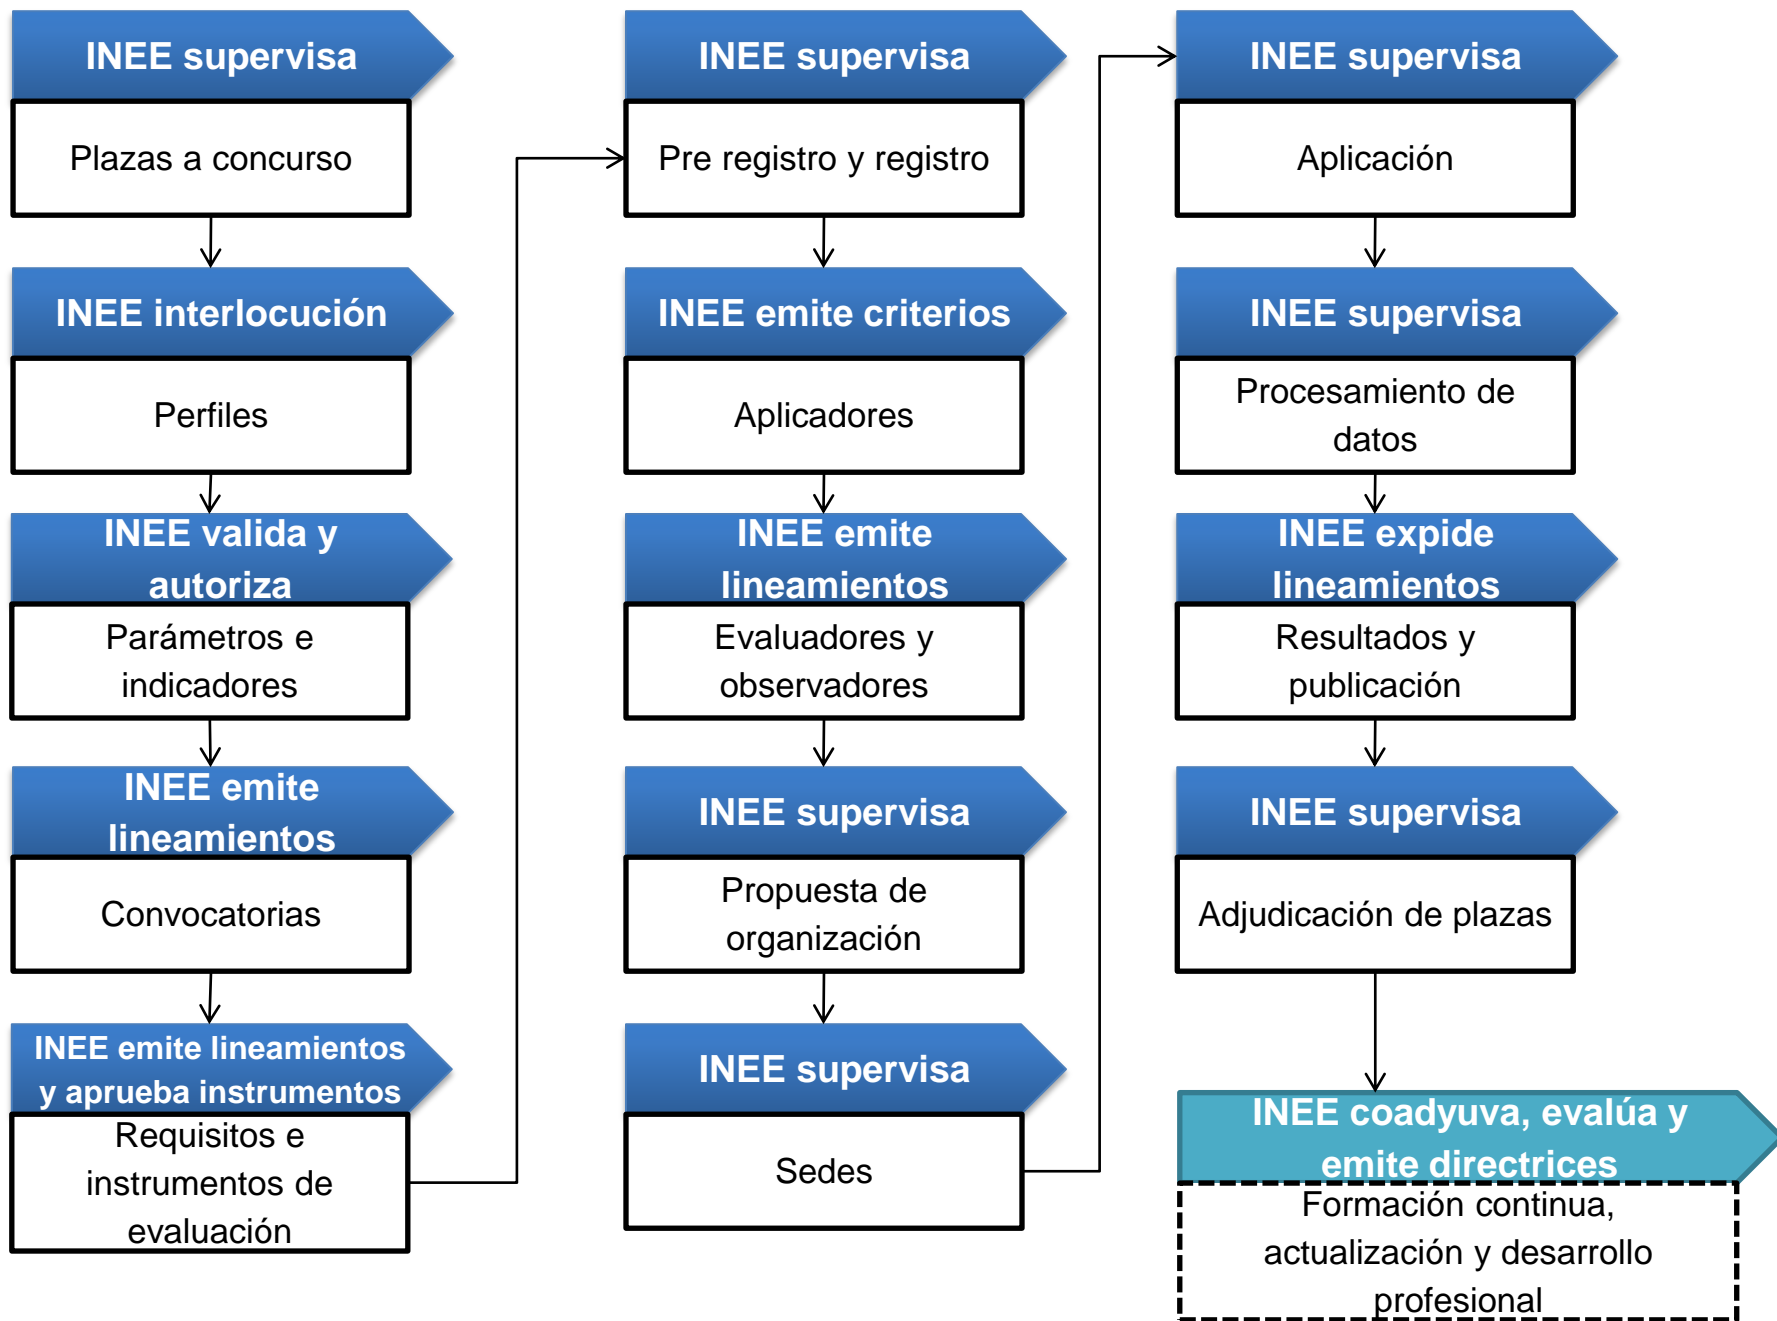 INEE supervisa
Plazas a concurso
INEE interlocución
Perfiles
INEE valida y
autoriza
Parámetros e
indicadores
INEE emite
lineamientos
Convocatorias
INEE emite lineamientos
y aprueba instrumentos
Requisitos e
instrumentos de
evaluación
INEE supervisa
Pre registro y registro
INEE emite criterios
Aplicadores
INEE emite
lineamientos
Evaluadores y
observadores
INEE supervisa
Propuesta de
organización
INEE supervisa
Sedes
INEE supervisa
Aplicación
INEE supervisa
Procesamiento de
datos
INEE expide
lineamientos
Resultados y
publicación
INEE supervisa
Adjudicación de plazas
INEE coadyuva, evalúa y
emite directrices
Formación continua,
actualización y desarrollo
profesional